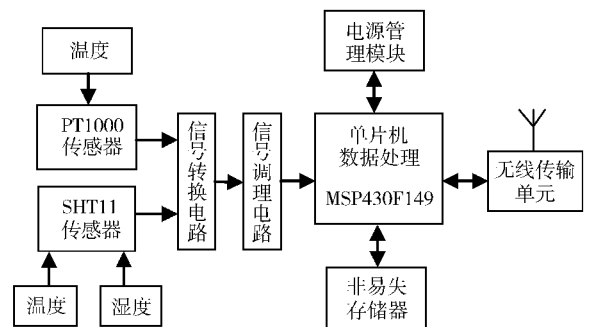 温度
电源管
理模块
PT1000
传感器
信号转换电路
信号调理电路
单片机
数据处理
MSP430F149
无线传输
单元
SHT11
传感器
温度
湿度
非易失
存储器